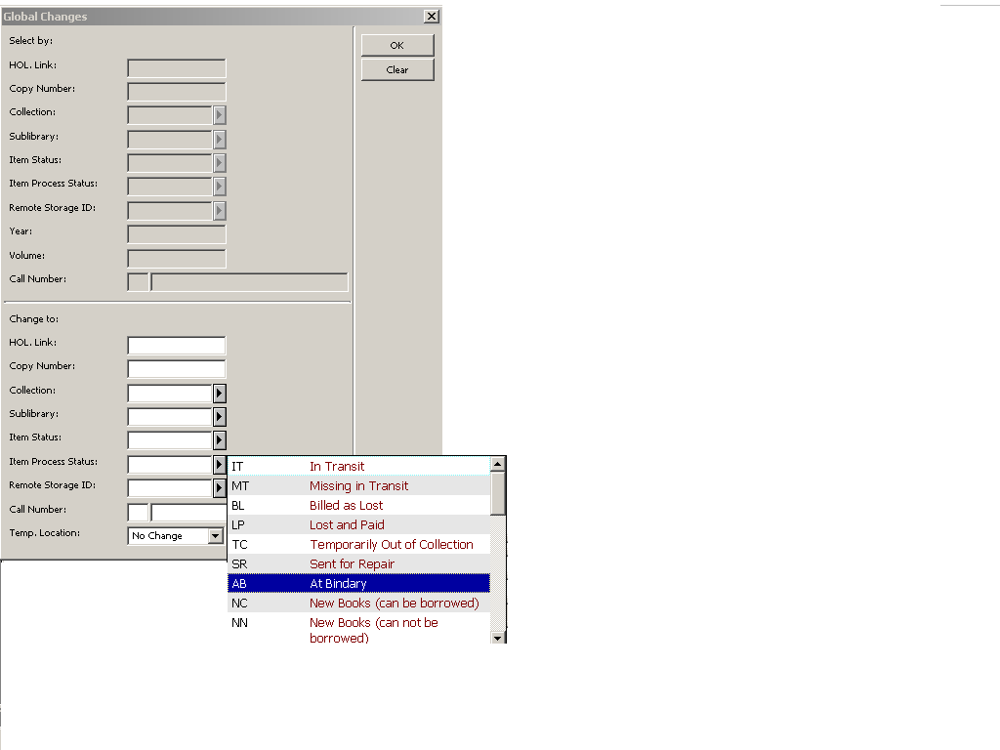 Global Changes
Select by:
OK
HOL. Link:
Clear
Copy Number:
Collection:
Sublibrary:
Item Status:
Item Process Status:
Remote Storage ID:
Year:
Volume:
Call Number:
Change to:
HOL. Link:
Copy Number:
Collection:
Sublibrary:
Item Status:
Item Process Status:
Remote Storage ID:
Call Number:
Temp. Location: No Change
IT In Transit
MT Missing in Transit
BL Billed as Lost
LP Lost and Paid
TC Temporarily Out of Collection
SR Sent for Repair
AB At Bindary
NC New Books (can be borrowed)
NN New Books (can not be
borrowed)